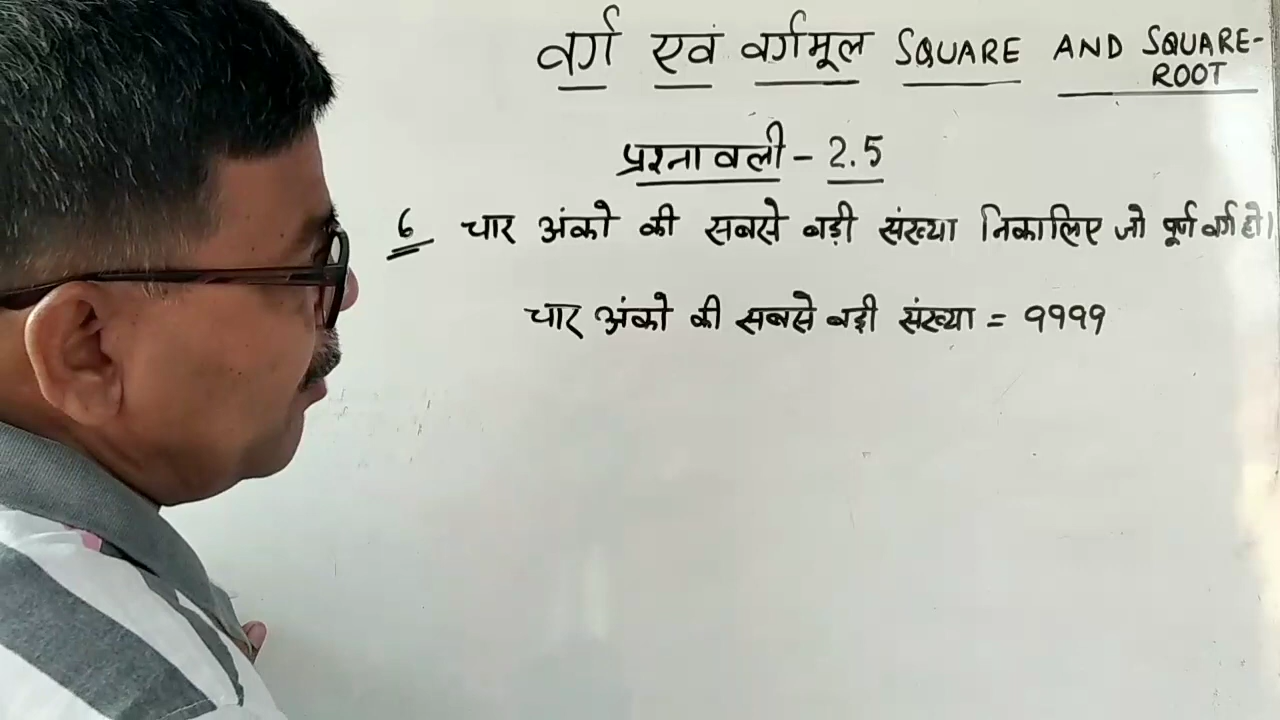 वर्ग एवं वर्गमूल SQUARE AND SQUARE-
ROOT
प्रश्नावली - 2.5
6 चार अंको की सबसे बड़ी संख्या निकालिए जो पूर्ण वर्ग हो।
चार अंको की सबसे बड़ी संख्या = 9999